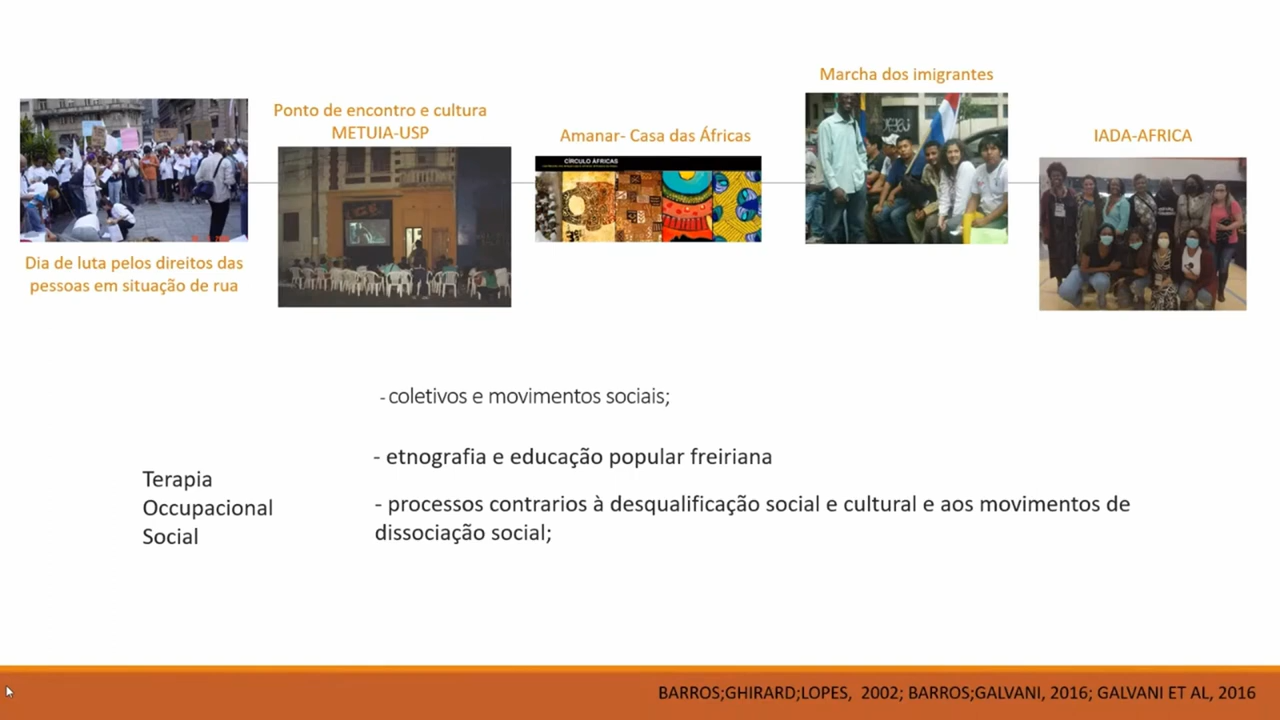 Marcha dos imigrantes
Ponto de encontro e cultura
METUIA-USP
Amanar- Casa das Áfricas
IADA-AFRICA
CÍRCULO ÁFRICAS
Dia de luta pelos direitos das
pessoas em situação de rua
- coletivos e movimentos sociais;
- etnografia e educação popular freiriana
Terapia
Occupacional
Social
- processos contrarios à desqualificação social e cultural e aos movimentos de
dissociação social;
BARROS;GHIRARD;LOPES, 2002; BARROS;GALVANI, 2016; GALVANI ET AL, 2016